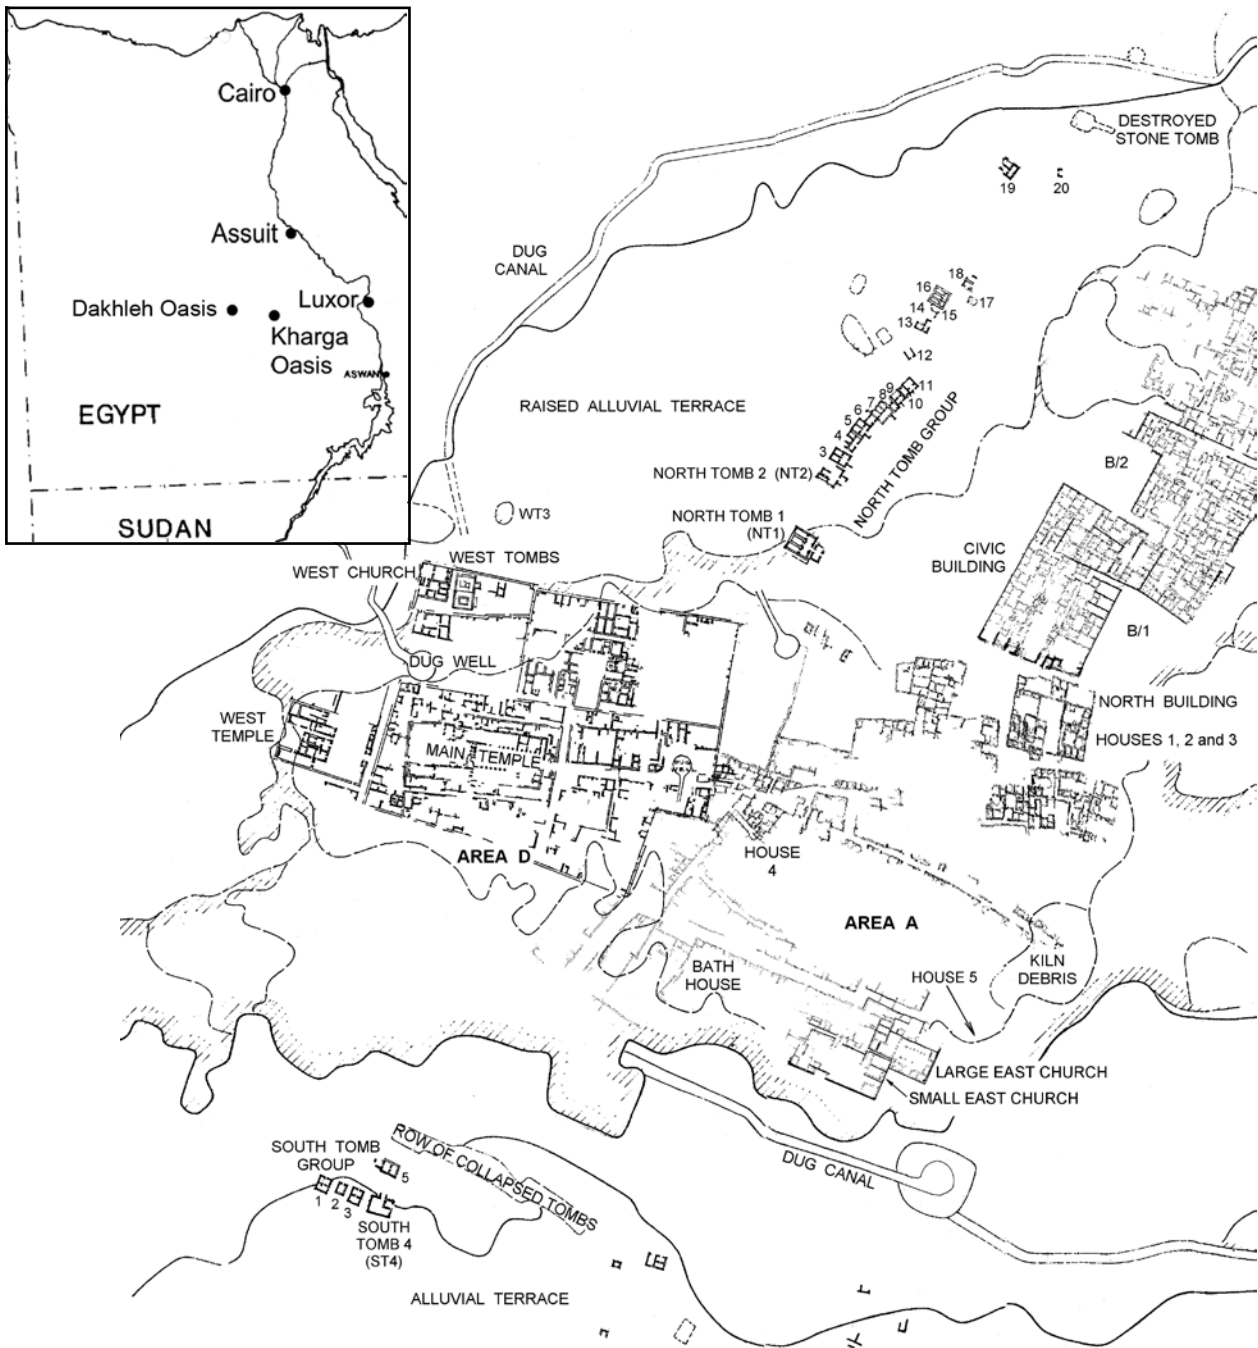 Cairo
Assuit
Dakhleh Oasis
Luxor
Kharga
Oasis
ASWAN
EGYPT
SUDAN
DESTROYED
STONE TOMB
19
20
DUG
CANAL
18
16
17
14
15
13
12
RAISED ALLUVIAL TERRACE
11
9
8
10
7
6
5
4
3
NORTH TOMB GROUP
NORTH TOMB 2 (NT2)
B/2
WT3
NORTH TOMB 1
(NT1)
CIVIC
BUILDING
WEST TOMBS
WEST CHURCH
B/1
DUG WELL
NORTH BUILDING
WEST
TEMPLE
HOUSES 1, 2 and 3
MAIN TEMPLE
AREA D
HOUSE
4
AREA A
BATH
HOUSE
HOUSE 5
KILN
DEBRIS
LARGE EAST CHURCH
SMALL EAST CHURCH
ROW OF COLLAPSED TOMBS
SOUTH TOMB
GROUP
DUG CANAL
5
1
2
3
SOUTH
TOMB 4
(ST4)
ALLUVIAL TERRACE